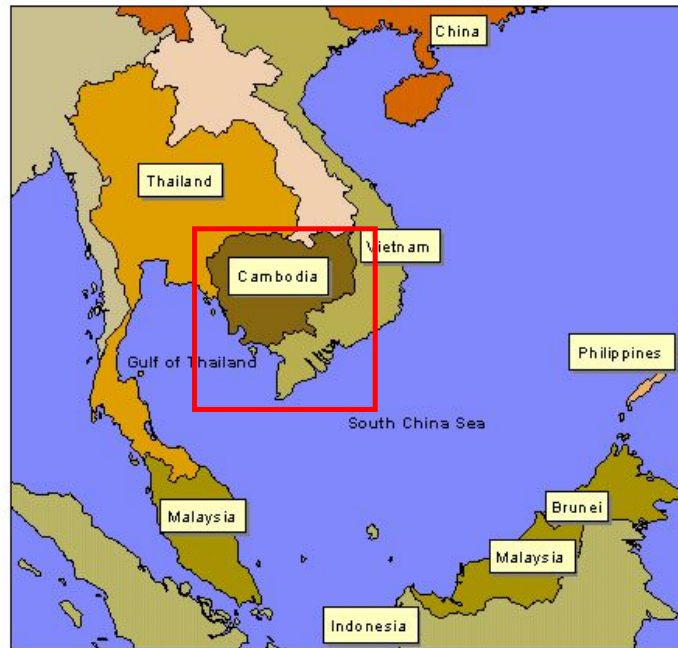 China
Thailand
Vietnam
Cambodia
Philippines
Gulf of Thailand
South China Sea
Brunei
Malaysia
Malaysia
Indonesia